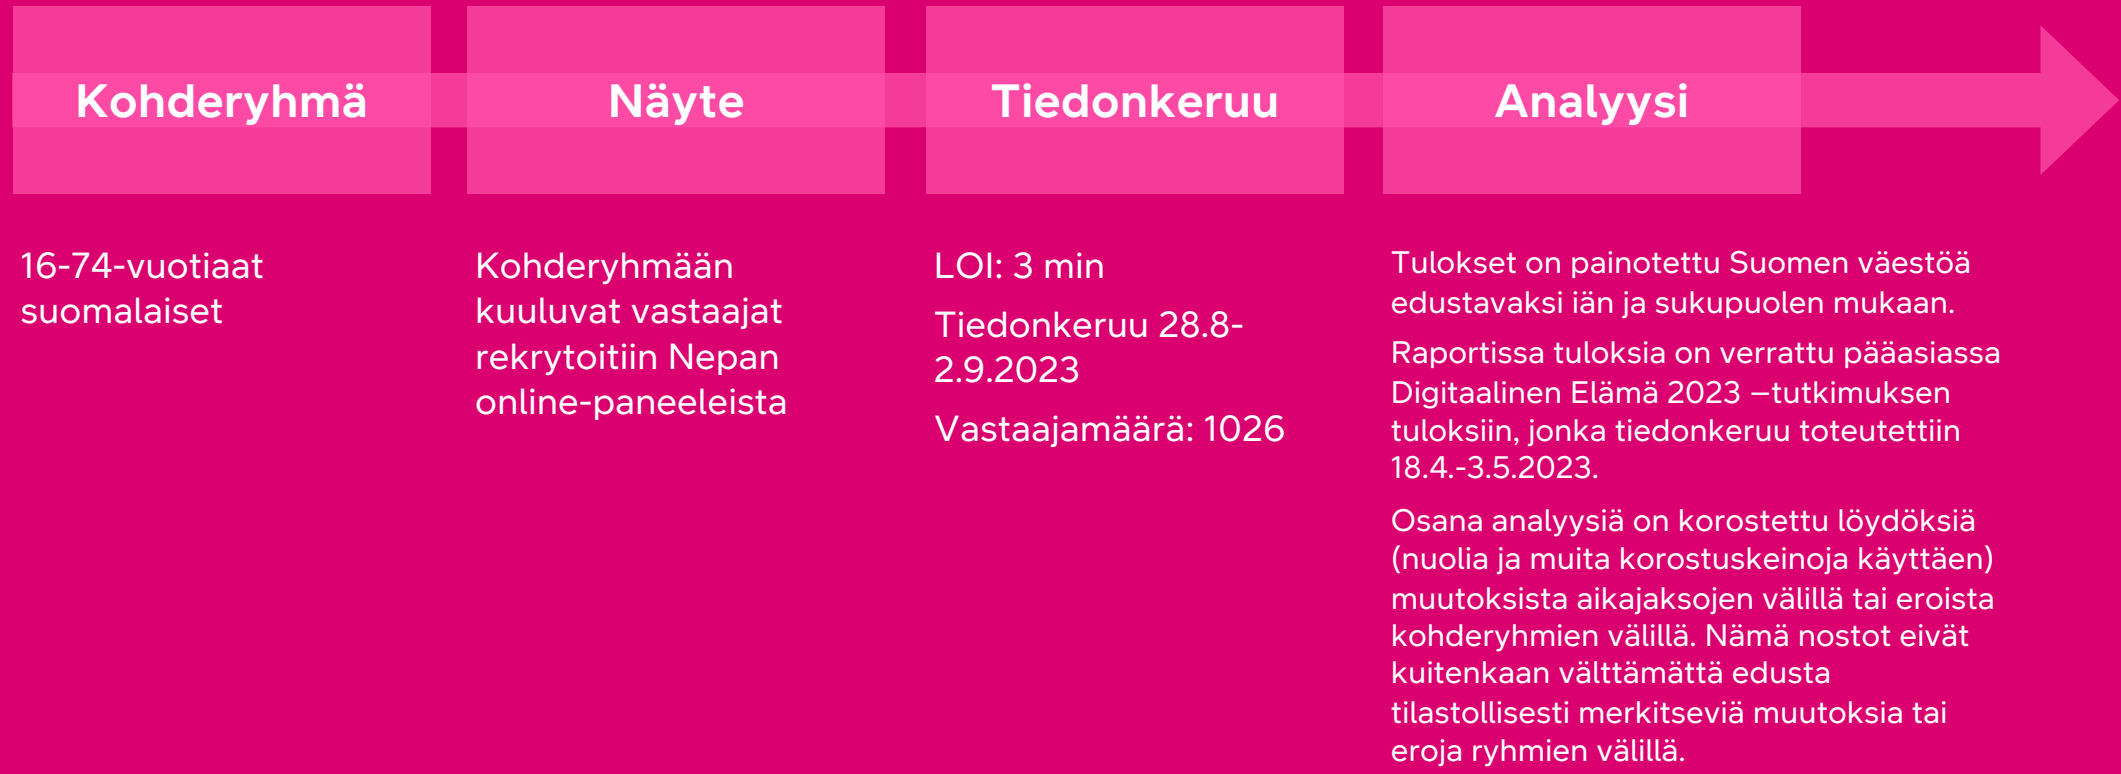 Kohderyhmä
Näyte
Tiedonkeruu
Analyysi
16-74-vuotiaat
suomalaiset
Kohderyhmään
kuuluvat vastaajat
rekrytoitiin Nepan
online-paneeleista
LOI: 3 min
Tiedonkeruu 28.8-
2.9.2023
Vastaajamäärä: 1026
Tulokset on painotettu Suomen väestöä
edustavaksi iän ja sukupuolen mukaan.
Raportissa tuloksia on verrattu pääasiassa
Digitaalinen Elämä 2023 –tutkimuksen
tuloksiin, jonka tiedonkeruu toteutettiin
18.4.-3.5.2023.
Osana analyysiä on korostettu löydöksiä
(nuolia ja muita korostuskeinoja käyttäen)
muutoksista aikajaksojen välillä tai eroista
kohderyhmien välillä. Nämä nostot eivät
kuitenkaan välttämättä edusta
tilastollisesti merkitseviä muutoksia tai
eroja ryhmien välillä.